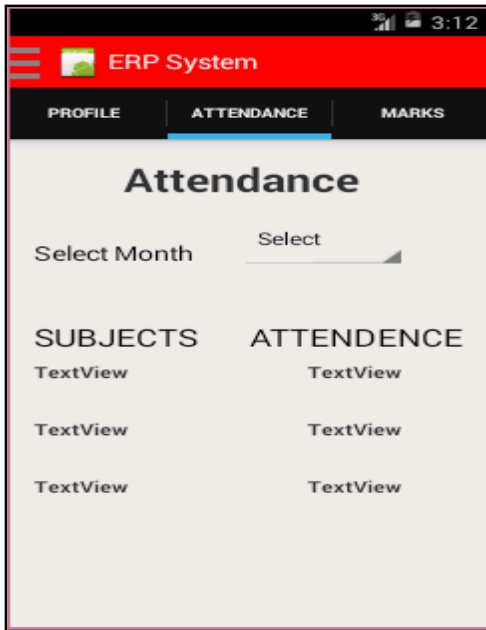 3G 3:12
ERP System
PROFILE ATTENDANCE MARKS
Attendance
Select Month Select
SUBJECTS ATTENDENCE
TextView TextView
TextView TextView
TextView TextView